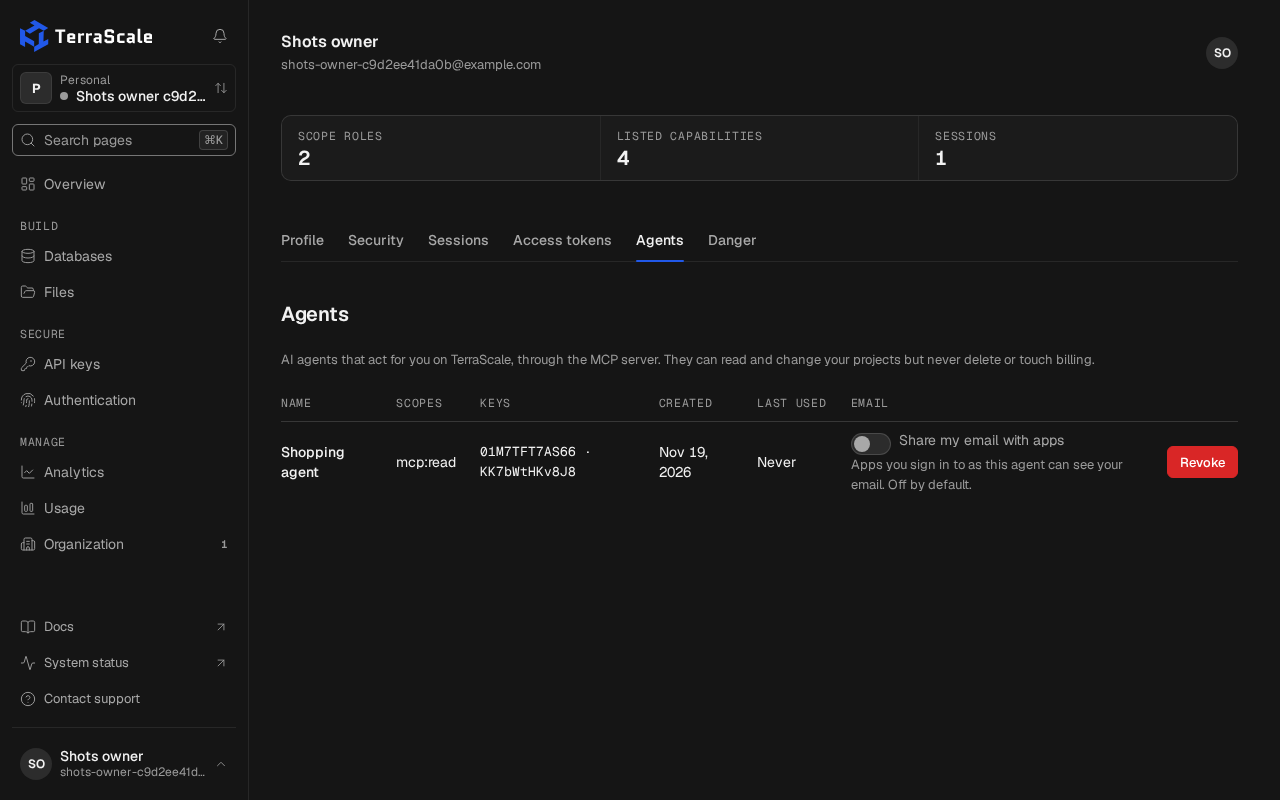 TerraScale
P
Personal
Shots owner c9d2…
Search pages
⌘K
Overview
BUILD
Databases
Files
SECURE
API keys
Authentication
MANAGE
Analytics
Usage
Organization
1
Docs
System status
Contact support
SO
Shots owner
shots-owner-c9d2ee41d…
Shots owner
shots-owner-c9d2ee41da0b@example.com
SO
SCOPE ROLES
2
LISTED CAPABILITIES
4
SESSIONS
1
Profile
Security
Sessions
Access tokens
Agents
Danger
Agents
AI agents that act for you on TerraScale, through the MCP server. They can read and change your projects but never delete or touch billing.
NAME
SCOPES
KEYS
CREATED
LAST USED
EMAIL
Shopping
agent
mcp:read
01M7TFT7AS66 ·
KK7bWtHKv8J8
Nov 19,
2026
Never
Share my email with apps
Apps you sign in to as this agent can see your
email. Off by default.
Revoke